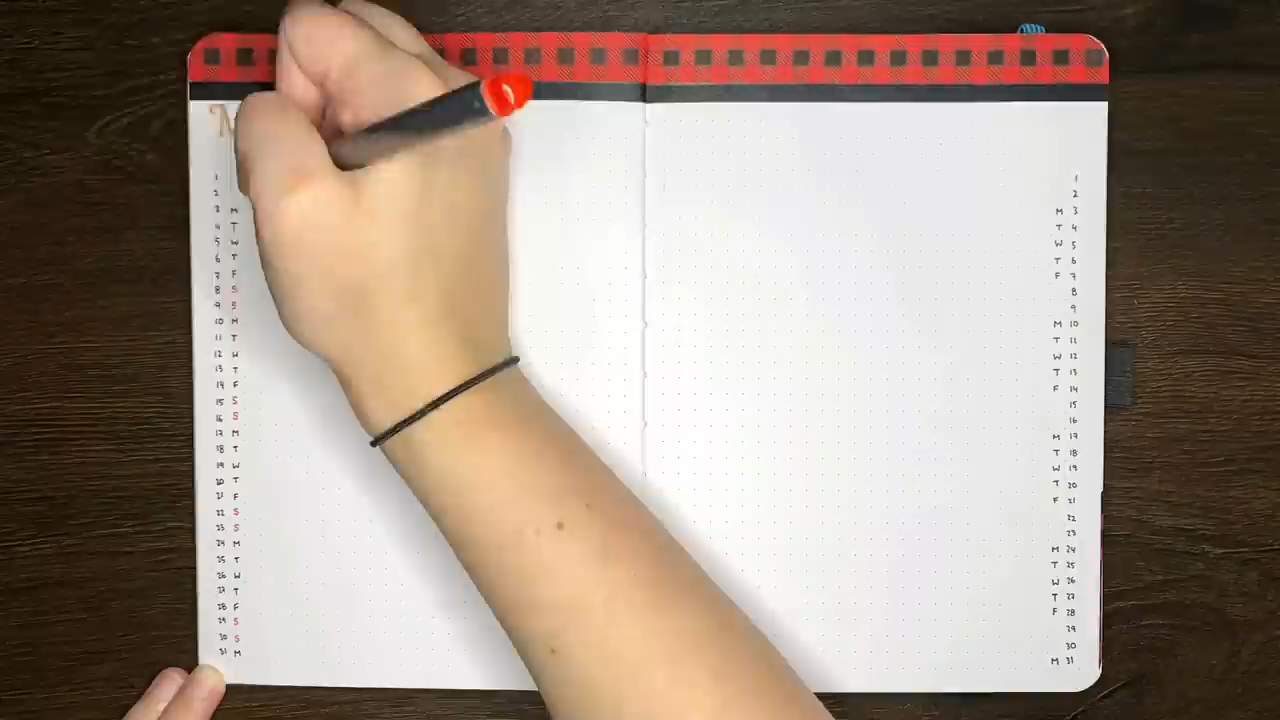 M
1
2
3 M
4 T
5 W
6 T
7 F
8 S
9 S
10 M
11 T
12 W
13 T
14 F
15 S
16 S
17 M
18 T
19 W
20 T
21 F
22 S
23 S
24 M
25 T
26 W
27 T
28 F
29 S
30 S
31 M
1
2
M 3
T 4
W 5
T 6
F 7
8
9
M 10
T 11
W 12
T 13
F 14
15
16
M 17
T 18
W 19
T 20
F 21
22
23
M 24
T 25
W 26
T 27
F 28
29
30
M 31